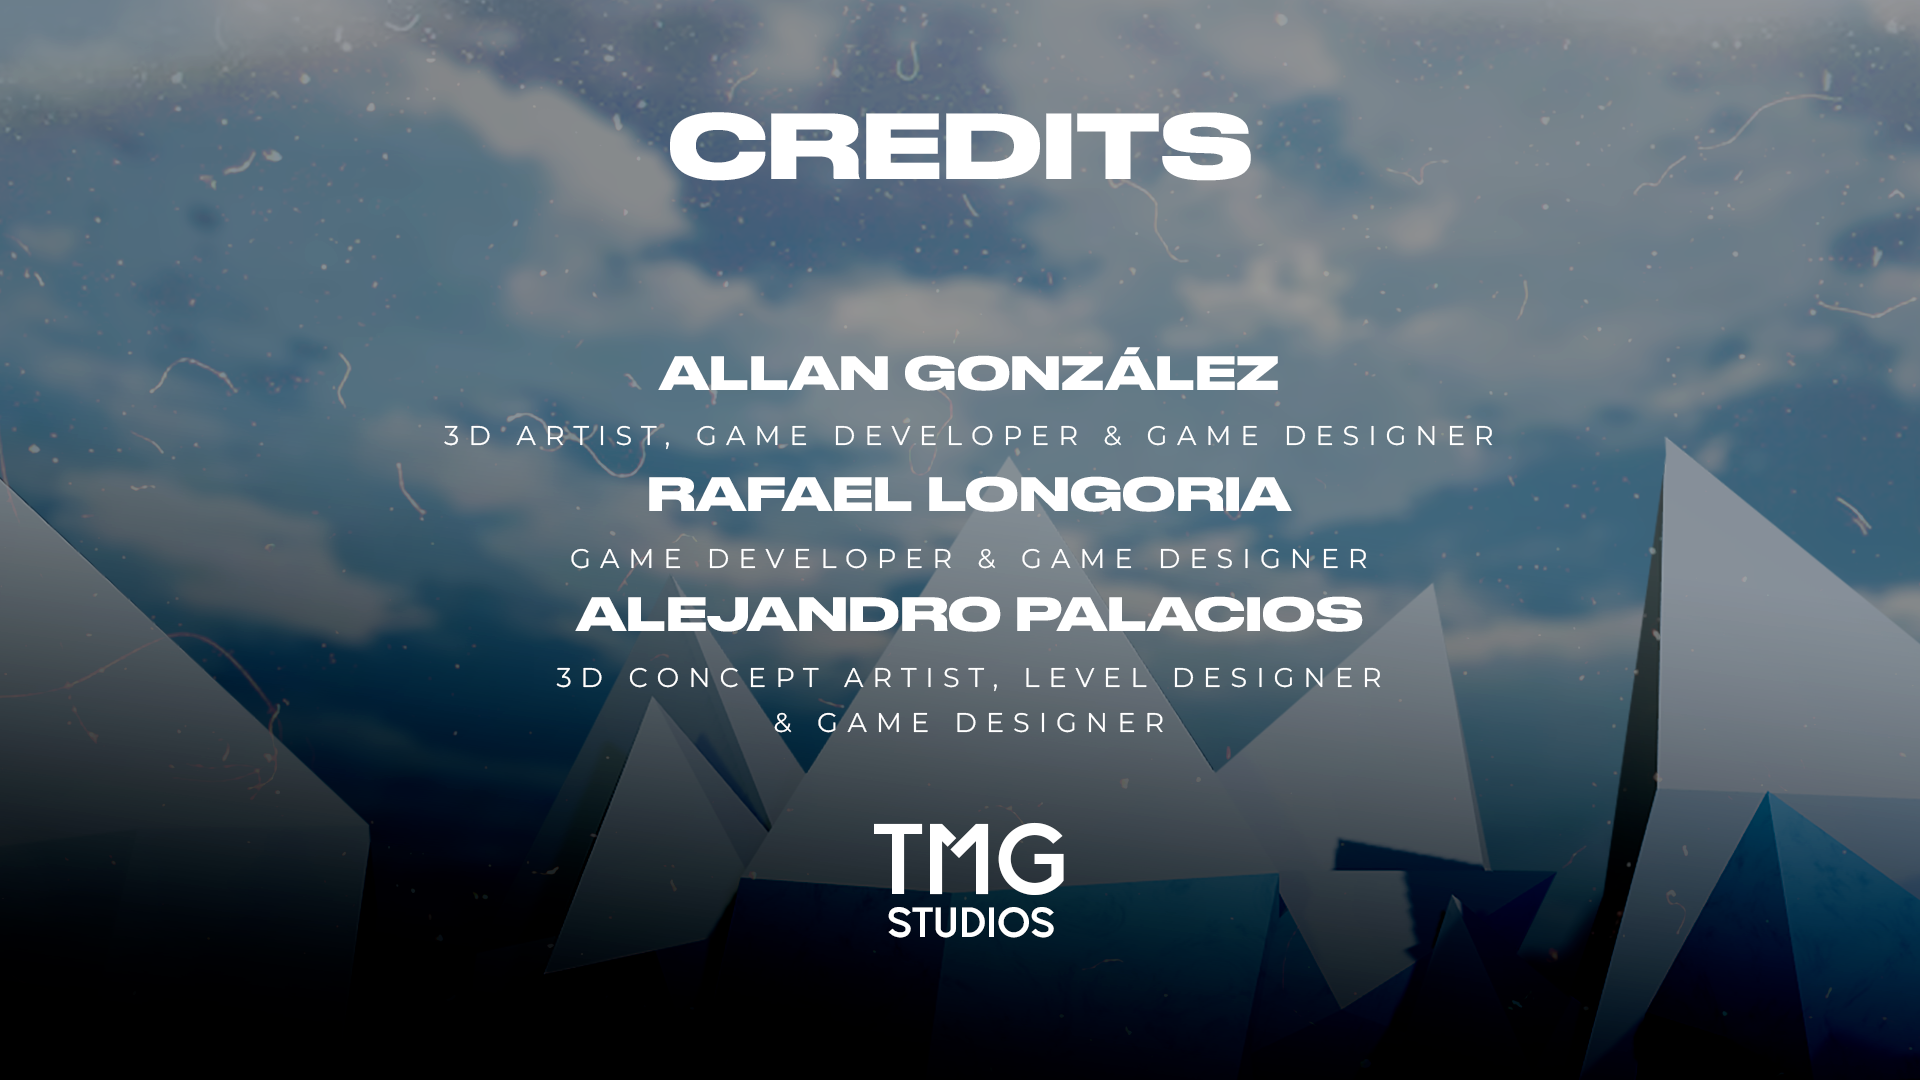 CREDITS
ALLAN GONZÁLEZ
3D ARTIST, GAME DEVELOPER & GAME DESIGNER
RAFAEL LONGORIA
GAME DEVELOPER & GAME DESIGNER
ALEJANDRO PALACIOS
3D CONCEPT ARTIST, LEVEL DESIGNER
& GAME DESIGNER
TMG
STUDIOS